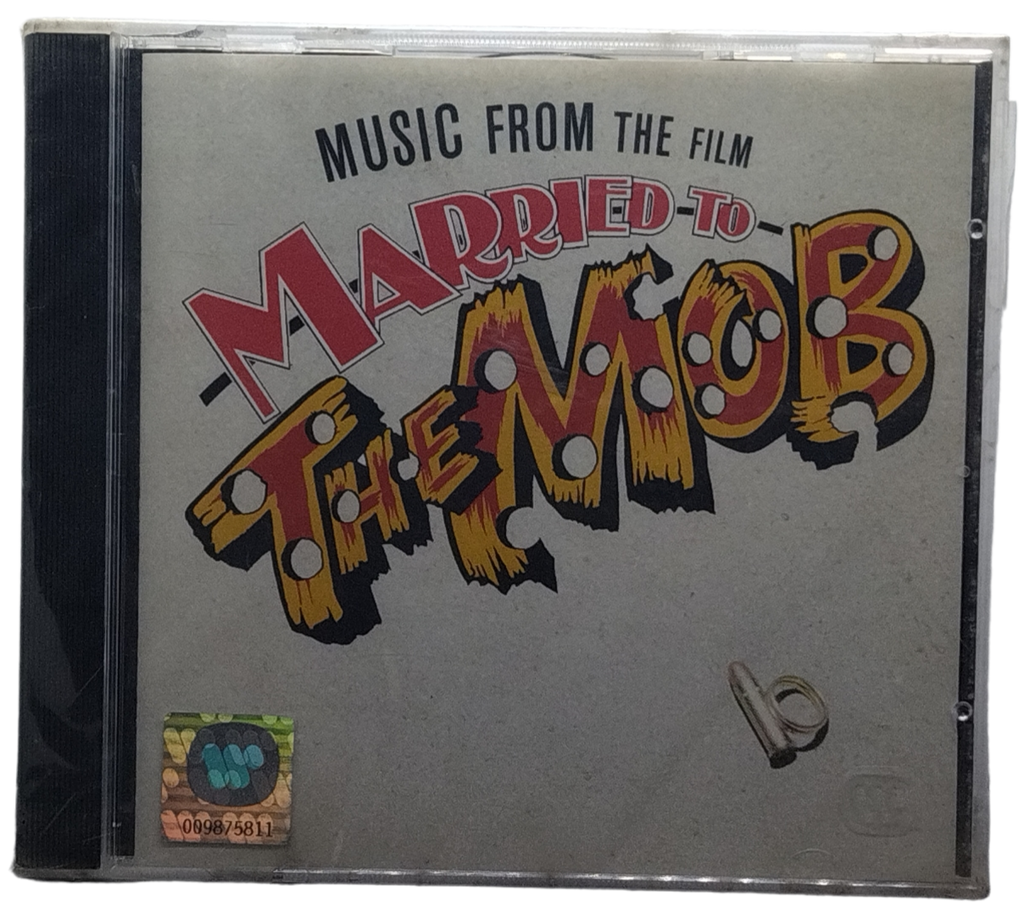 MUSIC FROM THE FILM
MARRIED TO
THE MOB
009875811